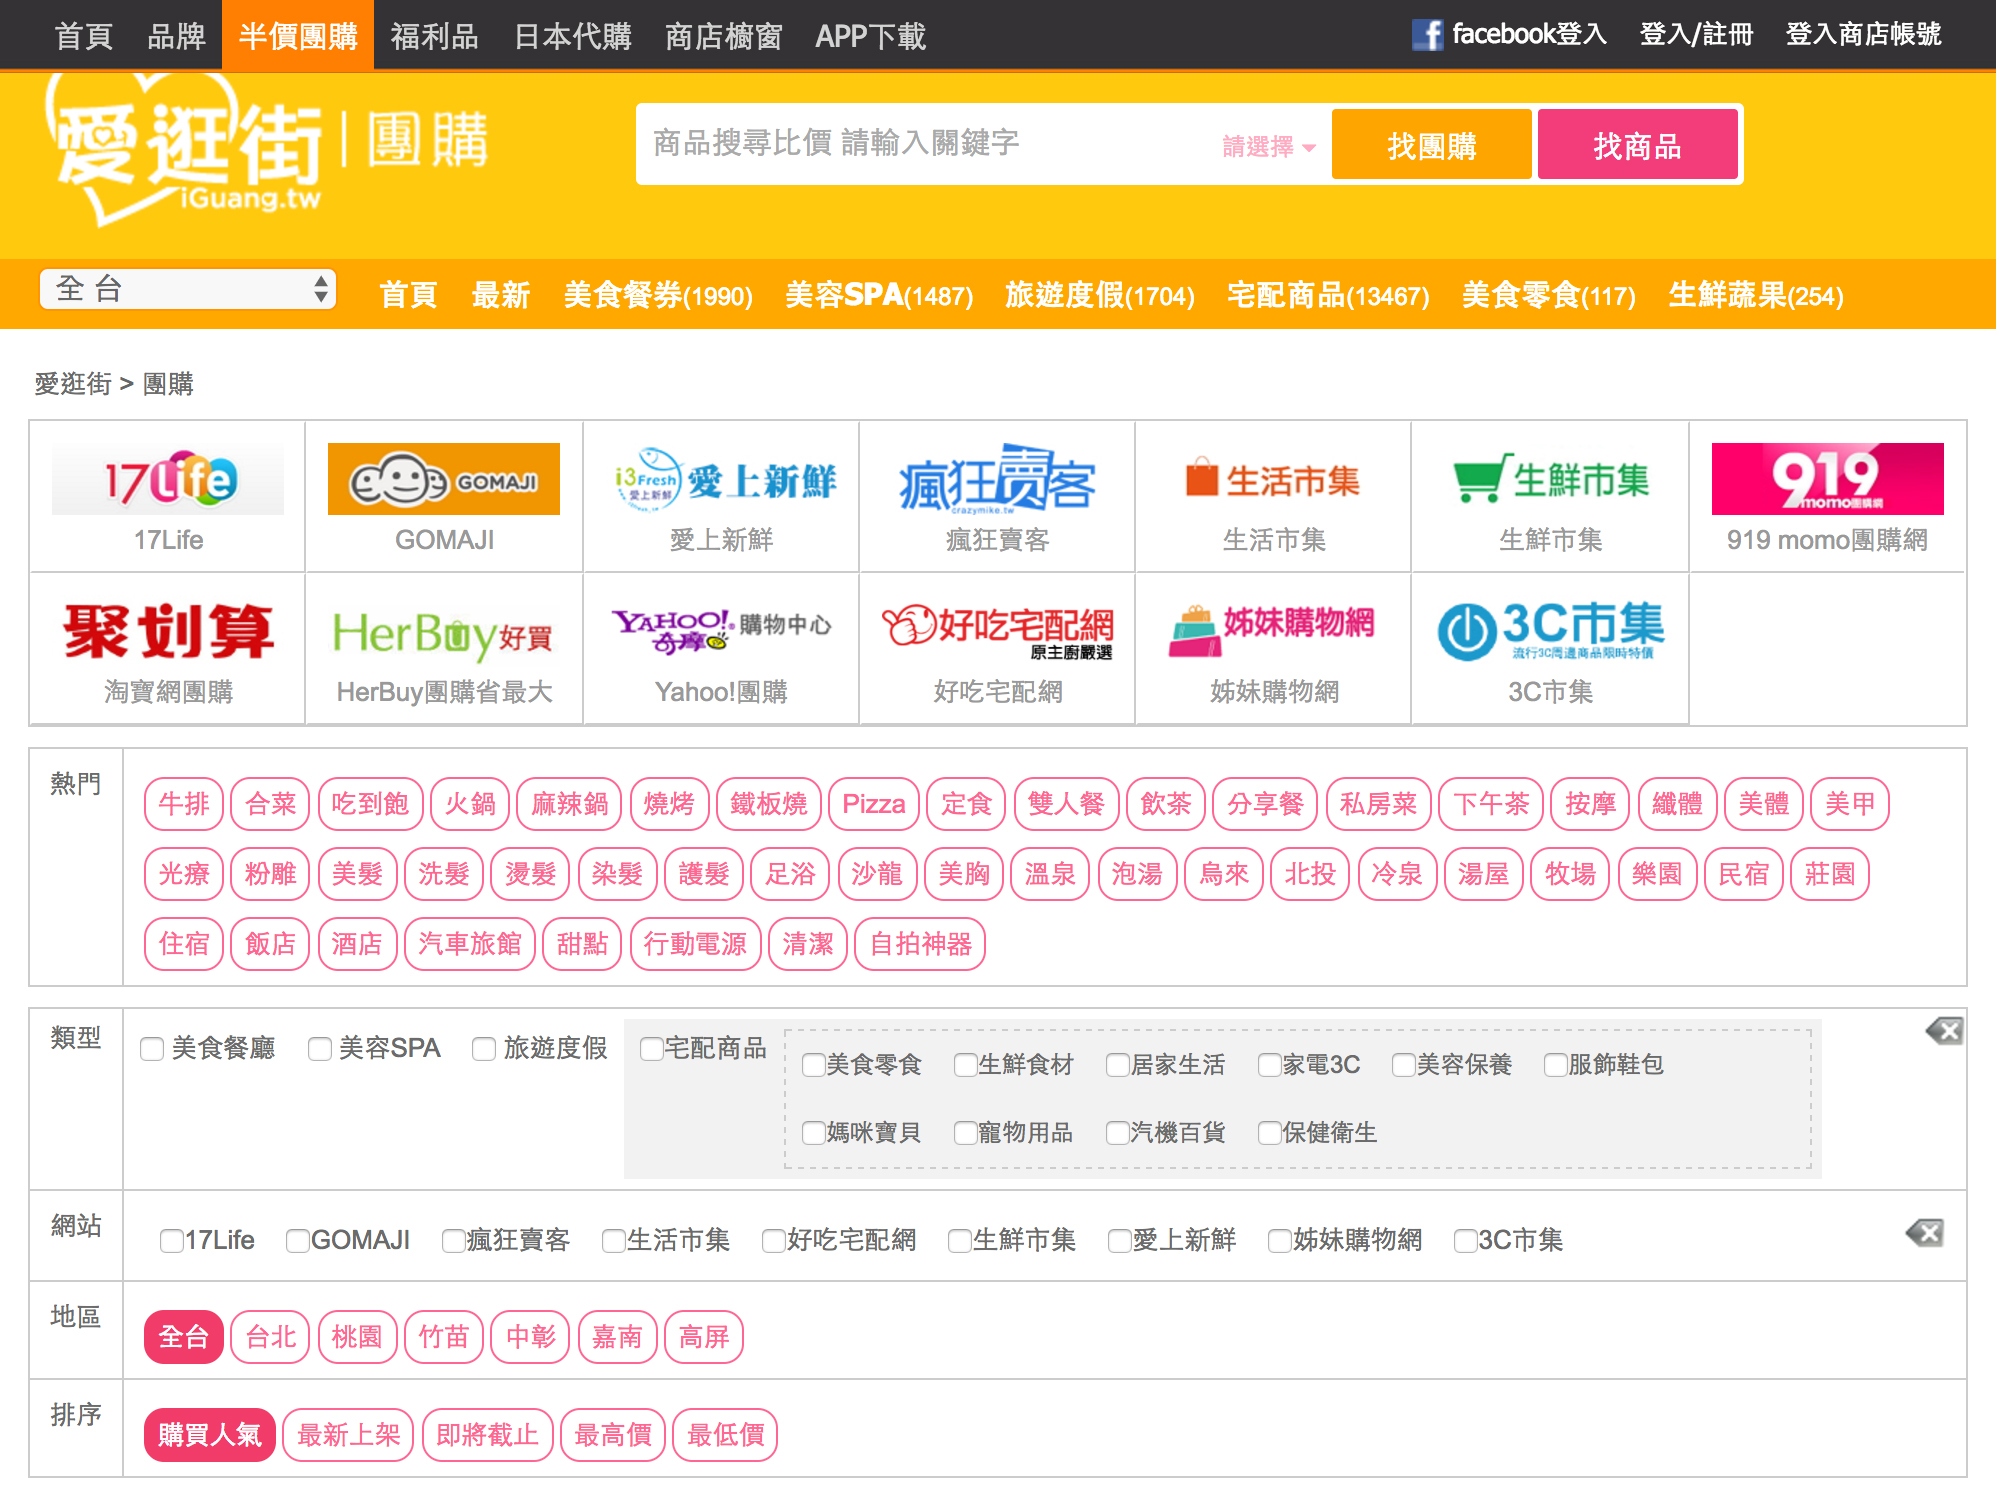 首頁 品牌 半價團購 福利品 日本代購 商店櫥窗 APP下載 facebook登入 登入/註冊 登入商店帳號
愛逛街 | 團購
iGuang.tw
商品搜尋比價 請輸入關鍵字 請選擇 找團購 找商品
全 台 首頁 最新 美食餐券(1990) 美容SPA(1487) 旅遊度假(1704) 宅配商品(13467) 美食零食(117) 生鮮蔬果(254)
愛逛街 > 團購
17Life GOMAJI i3Fresh 愛上新鮮 愛上新鮮 瘋狂賣客 crazymike.tw 生活市集 生鮮市集 919 momo團購網
17Life GOMAJI 愛上新鮮 瘋狂賣客 生活市集 生鮮市集 919 momo團購網
聚划算 HerBuy好買 YAHOO!奇摩 購物中心 好吃宅配網 原主廚嚴選 姊妹購物網 3C市集 流行3C周邊商品限時特價
淘寶網團購 HerBuy團購省最大 Yahoo!團購 好吃宅配網 姊妹購物網 3C市集
熱門
牛排 合菜 吃到飽 火鍋 麻辣鍋 燒烤 鐵板燒 Pizza 定食 雙人餐 飲茶 分享餐 私房菜 下午茶 按摩 纖體 美體 美甲
光療 粉雕 美髮 洗髮 燙髮 染髮 護髮 足浴 沙龍 美胸 溫泉 泡湯 烏來 北投 冷泉 湯屋 牧場 樂園 民宿 莊園
住宿 飯店 酒店 汽車旅館 甜點 行動電源 清潔 自拍神器
類型 美食餐廳 美容SPA 旅遊度假 宅配商品
美食零食 生鮮食材 居家生活 家電3C 美容保養 服飾鞋包
媽咪寶貝 寵物用品 汽機百貨 保健衛生
網站 17Life GOMAJI 瘋狂賣客 生活市集 好吃宅配網 生鮮市集 愛上新鮮 姊妹購物網 3C市集
地區 全台 台北 桃園 竹苗 中彰 嘉南 高屏
排序 購買人氣 最新上架 即將截止 最高價 最低價